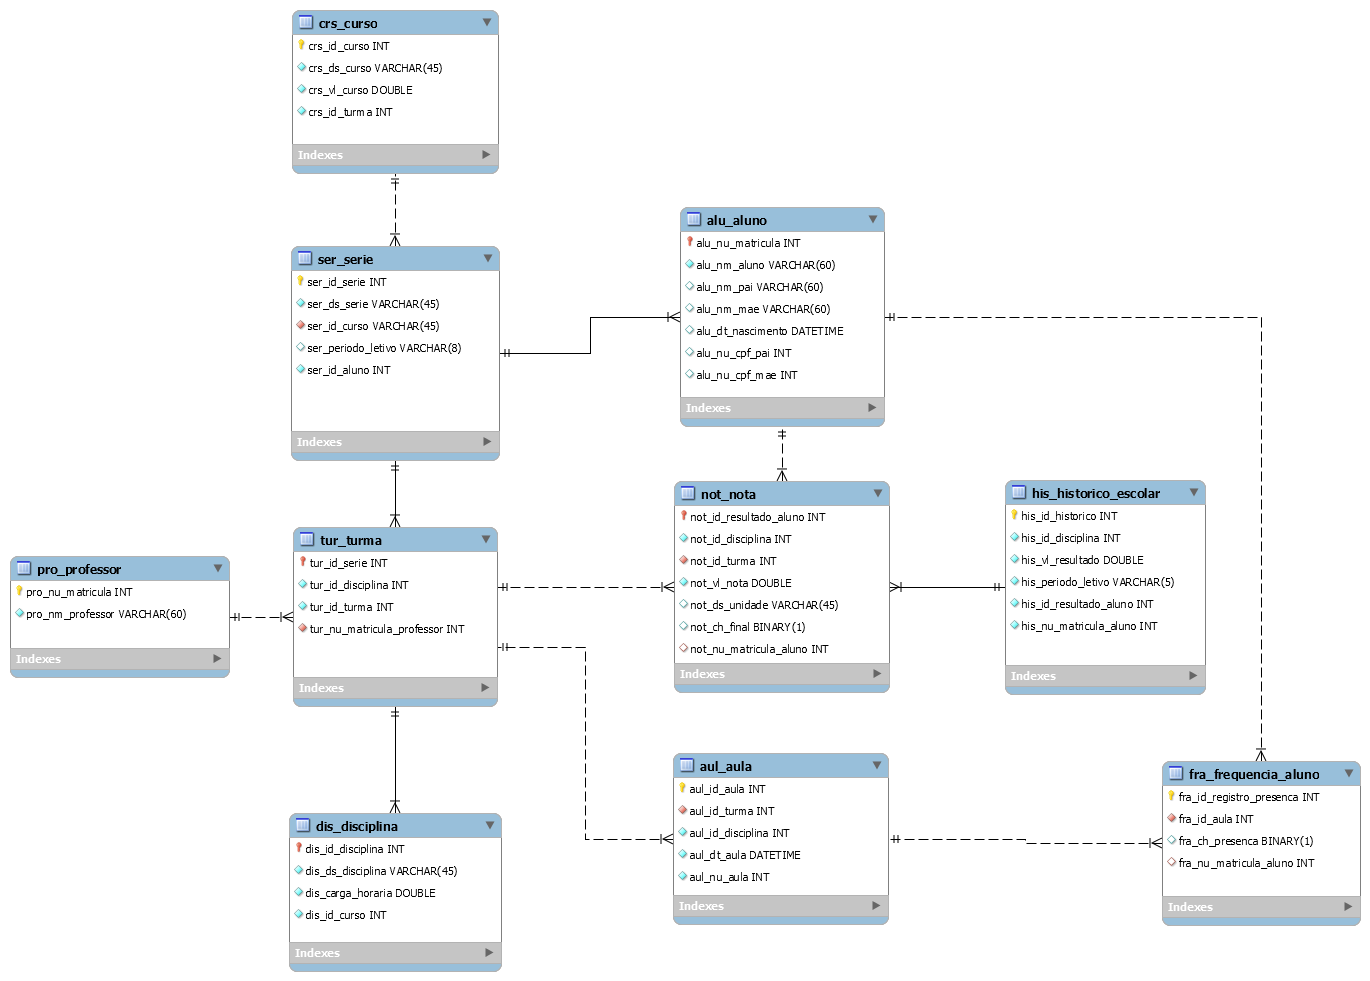 crs_curso
crs_id_curso INT
crs_ds_curso VARCHAR(45)
crs_vl_curso DOUBLE
crs_id_turma INT
Indexes
ser_serie
ser_id_serie INT
ser_ds_serie VARCHAR(45)
ser_id_curso VARCHAR(45)
ser_periodo_letivo VARCHAR(8)
ser_id_aluno INT
Indexes
alu_aluno
alu_nu_matricula INT
alu_nm_aluno VARCHAR(60)
alu_nm_pai VARCHAR(60)
alu_nm_mae VARCHAR(60)
alu_dt_nascimento DATETIME
alu_nu_cpf_pai INT
alu_nu_cpf_mae INT
Indexes
pro_professor
pro_nu_matricula INT
pro_nm_professor VARCHAR(60)
Indexes
tur_turma
tur_id_serie INT
tur_id_disciplina INT
tur_id_turma INT
tur_nu_matricula_professor INT
Indexes
not_nota
not_id_resultado_aluno INT
not_id_disciplina INT
not_id_turma INT
not_vl_nota DOUBLE
not_ds_unidade VARCHAR(45)
not_ch_final BINARY(1)
not_nu_matricula_aluno INT
Indexes
his_historico_escolar
his_id_historico INT
his_id_disciplina INT
his_vl_resultado DOUBLE
his_periodo_letivo VARCHAR(5)
his_id_resultado_aluno INT
his_nu_matricula_aluno INT
Indexes
dis_disciplina
dis_id_disciplina INT
dis_ds_disciplina VARCHAR(45)
dis_carga_horaria DOUBLE
dis_id_curso INT
Indexes
aul_aula
aul_id_aula INT
aul_id_turma INT
aul_id_disciplina INT
aul_dt_aula DATETIME
aul_nu_aula INT
Indexes
fra_frequencia_aluno
fra_id_registro_presenca INT
fra_id_aula INT
fra_ch_presenca BINARY(1)
fra_nu_matricula_aluno INT
Indexes